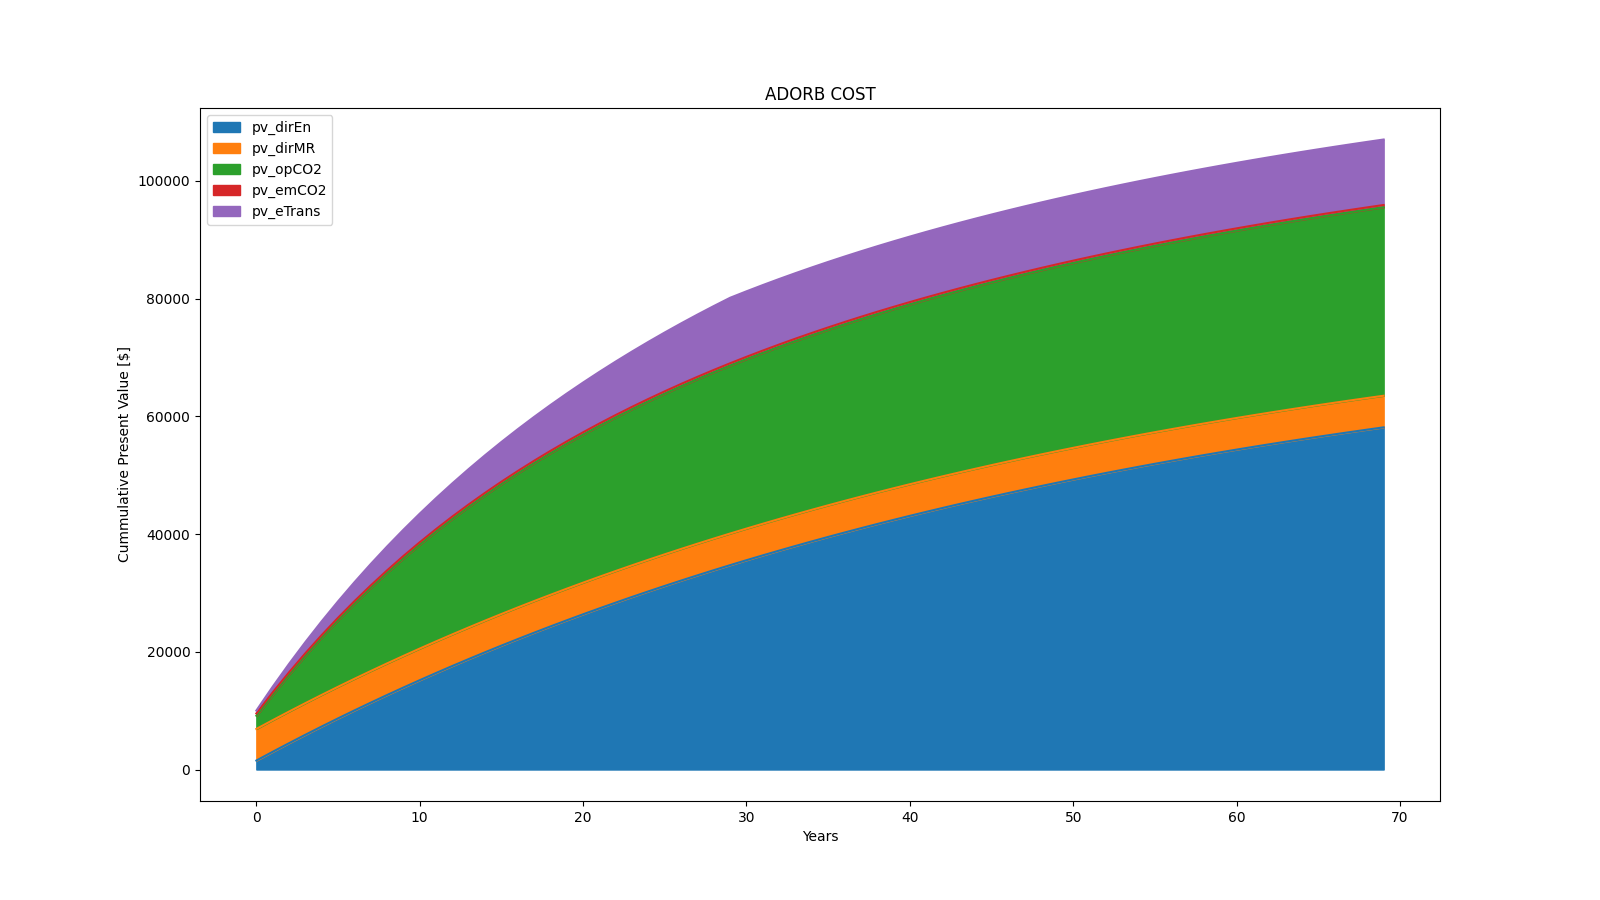 ADORB COST
pv_dirEn
pv_dirMR
pv_opCO2
pv_emCO2
pv_eTrans
Cummulative Present Value [$]
100000
80000
60000
40000
20000
0
0 10 20 30 40 50 60 70
Years